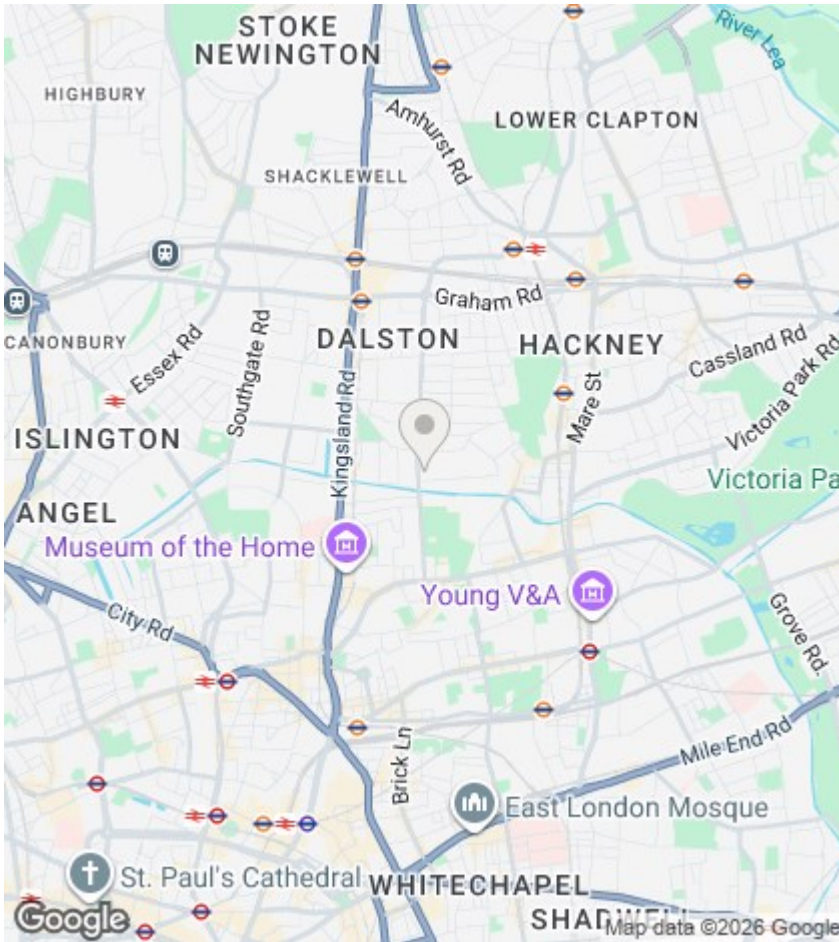 STOKE
NEWINGTON
River Lea
HIGHBURY
Amhurst Rd
LOWER CLAPTON
SHACKLEWELL
Graham Rd
CANONBURY
Essex Rd
Southgate Rd
DALSTON
HACKNEY
Cassland Rd
Kingsland Rd
Mare St
Victoria Park Rd
ISLINGTON
Victoria Pa
ANGEL
Museum of the Home
Young V&A
City Rd
Grove Rd.
Brick Ln
Mile End Rd
East London Mosque
St. Paul's Cathedral
WHITECHAPEL
SHADWELL
Google
Map data ©2026 Google